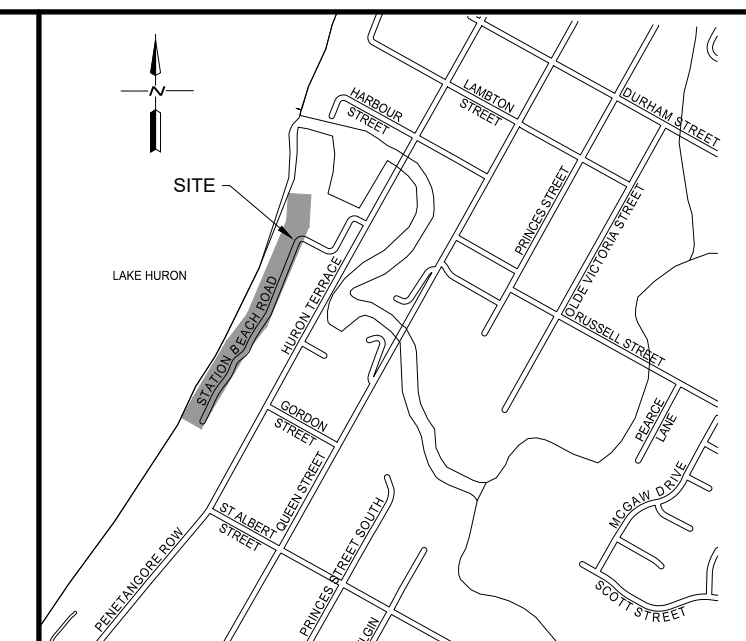 N
HARBOUR
STREET
LAMBTON
STREET
DURHAM STREET
SITE
PRINCES STREET
OLDE VICTORIA STREET
LAKE HURON
STATION BEACH ROAD
HURON TERRACE
RUSSELL STREET
GORDON
STREET
PEARCE
LANE
QUEEN STREET
MCGAW DRIVE
ST ALBERT
STREET
PENETANGORE ROW
PRINCES STREET SOUTH
SCOTT STREET
ELGIN